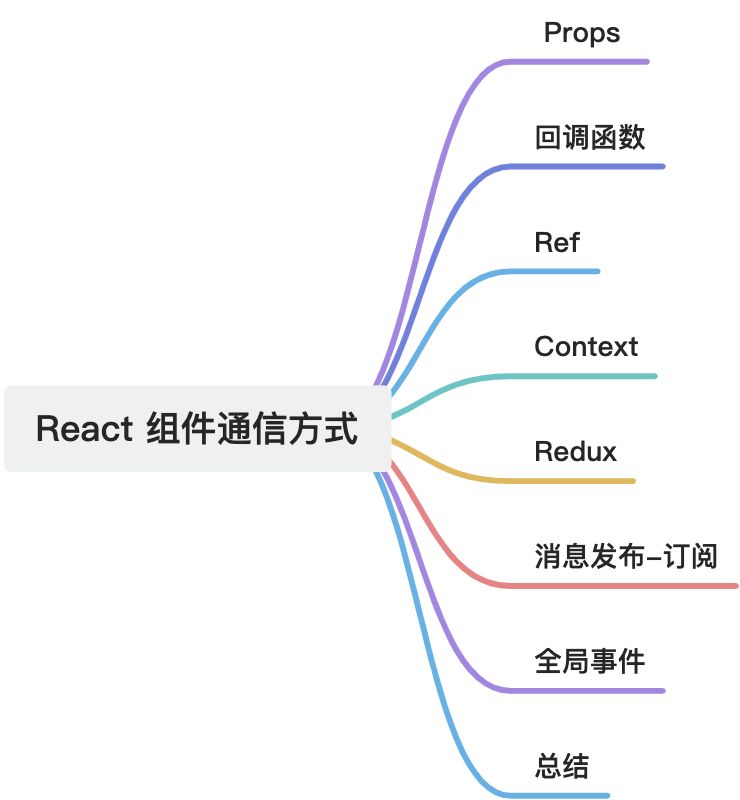 Props
回调函数
Ref
Context
React 组件通信方式
Redux
消息发布-订阅
全局事件
总结